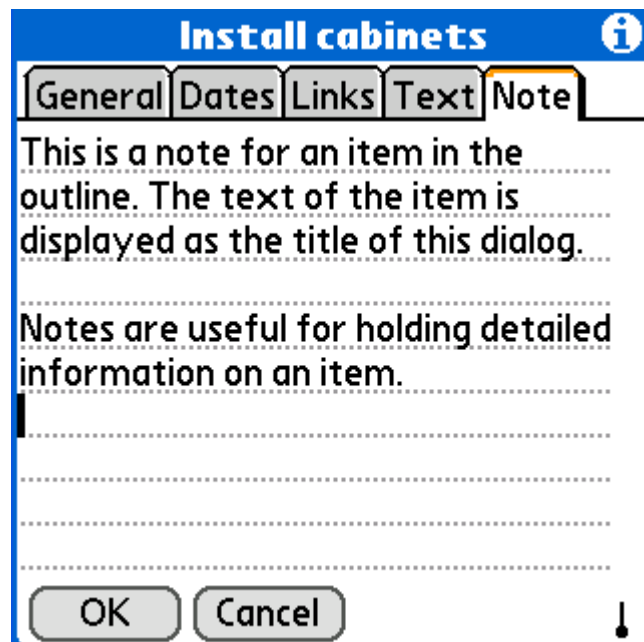 Install cabinets
General Dates Links Text Note
This is a note for an item in the
outline. The text of the item is
displayed as the title of this dialog.
Notes are useful for holding detailed
information on an item.
OK Cancel